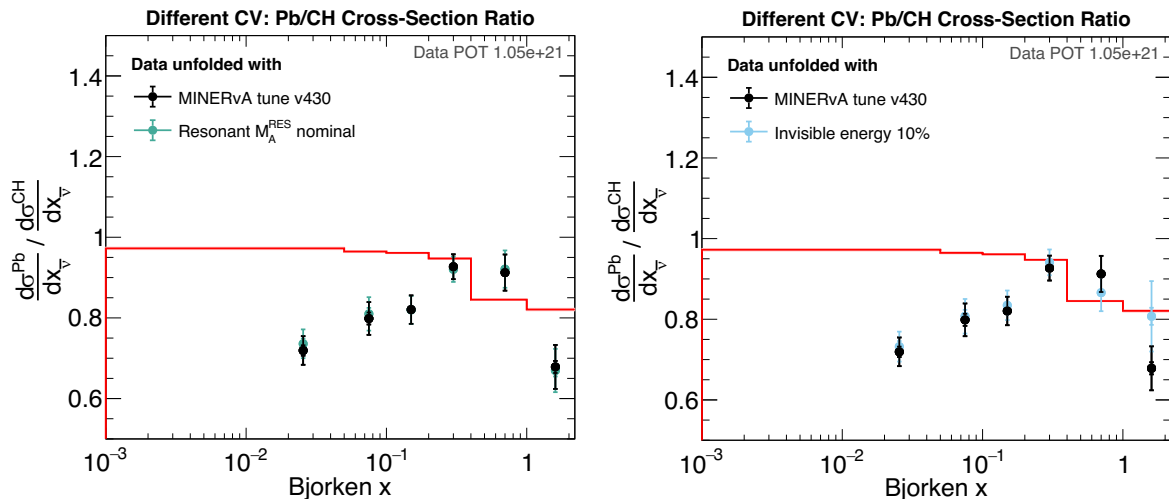 Different CV: Pb/CH Cross-Section Ratio
Data POT 1.05e+21
Data unfolded with
MINERvA tune v430
Resonant M_A^RES nominal
1.4
1.2
1
0.8
0.6
dσ^Pb/dx_ν̄ / dσ^CH/dx_ν̄
10⁻³ 10⁻² 10⁻¹ 1
Bjorken x
Different CV: Pb/CH Cross-Section Ratio
Data POT 1.05e+21
Data unfolded with
MINERvA tune v430
Invisible energy 10%
1.4
1.2
1
0.8
0.6
dσ^Pb/dx_ν̄ / dσ^CH/dx_ν̄
10⁻³ 10⁻² 10⁻¹ 1
Bjorken x